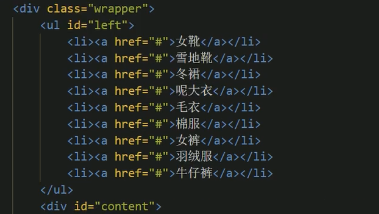 <div class="wrapper">
<ul id="left">
<li><a href="#">女靴</a></li>
<li><a href="#">雪地靴</a></li>
<li><a href="#">冬裙</a></li>
<li><a href="#">呢大衣</a></li>
<li><a href="#">毛衣</a></li>
<li><a href="#">棉服</a></li>
<li><a href="#">女裤</a></li>
<li><a href="#">羽绒服</a></li>
<li><a href="#">牛仔裤</a></li>
</ul>
<div id="content">